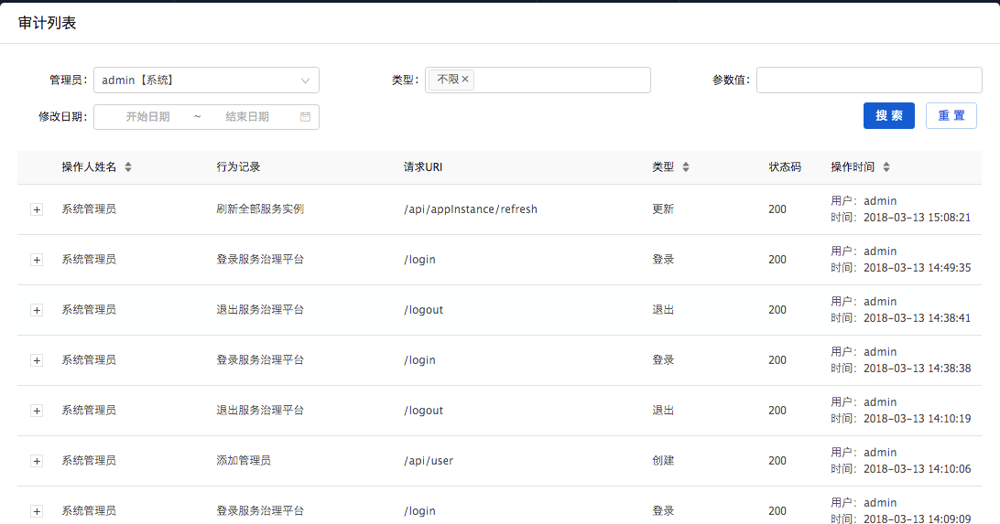 审计列表
管理员： admin【系统】 类型： 不限 × 参数值：
修改日期： 开始日期 ~ 结束日期 搜 索 重 置
操作人姓名 行为记录 请求URI 类型 状态码 操作时间
+ 系统管理员 刷新全部服务实例 /api/appInstance/refresh 更新 200 用户：admin
时间：2018-03-13 15:08:21
+ 系统管理员 登录服务治理平台 /login 登录 200 用户：admin
时间：2018-03-13 14:49:35
+ 系统管理员 退出服务治理平台 /logout 退出 200 用户：admin
时间：2018-03-13 14:38:41
+ 系统管理员 登录服务治理平台 /login 登录 200 用户：admin
时间：2018-03-13 14:38:38
+ 系统管理员 退出服务治理平台 /logout 退出 200 用户：admin
时间：2018-03-13 14:10:19
+ 系统管理员 添加管理员 /api/user 创建 200 用户：admin
时间：2018-03-13 14:10:06
+ 系统管理员 登录服务治理平台 /login 登录 200 用户：admin
时间：2018-03-13 14:09:09